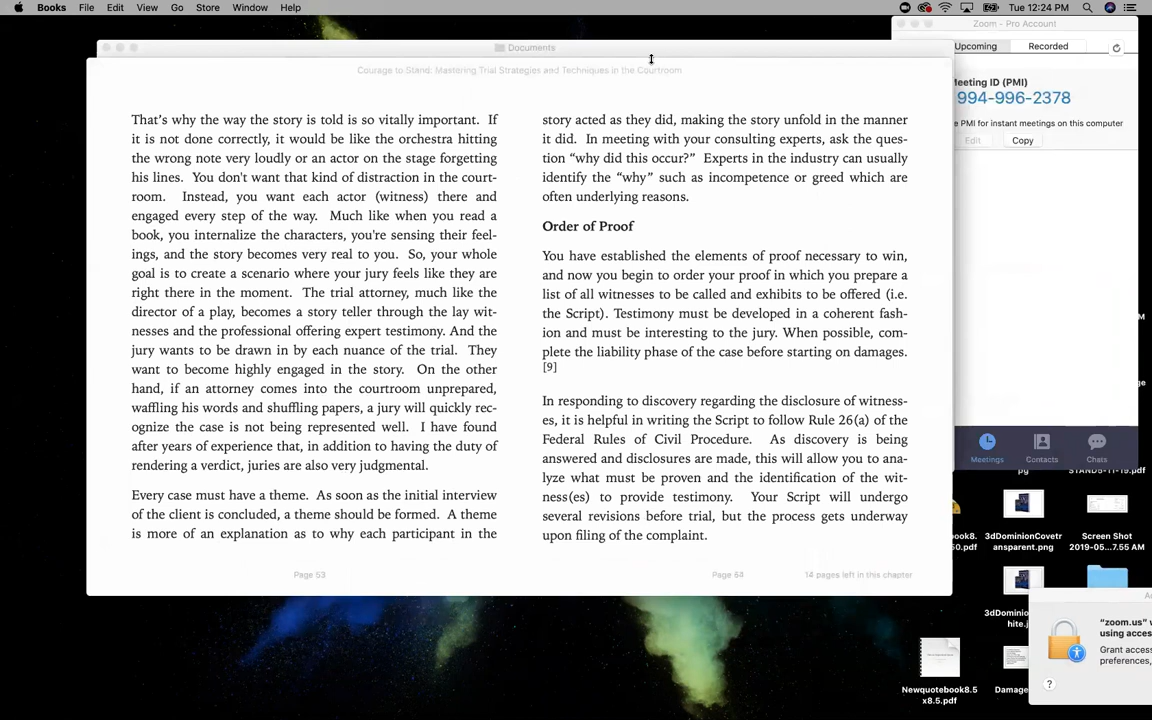 Books File Edit View Go Store Window Help
Tue 12:24 PM
Zoom - Pro Account
Documents
Upcoming Recorded
Meeting ID (PMI)
994-996-2378
e PMI for instant meetings on this computer
Edit Copy
Courage to Stand: Mastering Trial Strategies and Techniques in the Courtroom
That's why the way the story is told is so vitally important. If
it is not done correctly, it would be like the orchestra hitting
the wrong note very loudly or an actor on the stage forgetting
his lines. You don't want that kind of distraction in the court-
room. Instead, you want each actor (witness) there and
engaged every step of the way. Much like when you read a
book, you internalize the characters, you're sensing their feel-
ings, and the story becomes very real to you. So, your whole
goal is to create a scenario where your jury feels like they are
right there in the moment. The trial attorney, much like the
director of a play, becomes a story teller through the lay wit-
nesses and the professional offering expert testimony. And the
jury wants to be drawn in by each nuance of the trial. They
want to become highly engaged in the story. On the other
hand, if an attorney comes into the courtroom unprepared,
waffling his words and shuffling papers, a jury will quickly rec-
ognize the case is not being represented well. I have found
after years of experience that, in addition to having the duty of
rendering a verdict, juries are also very judgmental.
Every case must have a theme. As soon as the initial interview
of the client is concluded, a theme should be formed. A theme
is more of an explanation as to why each participant in the
Page 53
story acted as they did, making the story unfold in the manner
it did. In meeting with your consulting experts, ask the ques-
tion “why did this occur?” Experts in the industry can usually
identify the “why” such as incompetence or greed which are
often underlying reasons.
Order of Proof
You have established the elements of proof necessary to win,
and now you begin to order your proof in which you prepare a
list of all witnesses to be called and exhibits to be offered (i.e.
the Script). Testimony must be developed in a coherent fash-
ion and must be interesting to the jury. When possible, com-
plete the liability phase of the case before starting on damages.
[9]
In responding to discovery regarding the disclosure of witness-
es, it is helpful in writing the Script to follow Rule 26(a) of the
Federal Rules of Civil Procedure. As discovery is being
answered and disclosures are made, this will allow you to ana-
lyze what must be proven and the identification of the wit-
ness(es) to provide testimony. Your Script will undergo
several revisions before trial, but the process gets underway
upon filing of the complaint.
14 pages left in this chapter
Meetings Contacts Chats
STAND5-11-19.pdf
ook8.
50.pdf
3dDominionCovetr
ansparent.png
Screen Shot
2019-05...7.55 AM
3dDomini
hite.j
“zoom.us” w
using acces
Grant acces
preferences,
?
Newquotebook8.5
x8.5.pdf
Damage